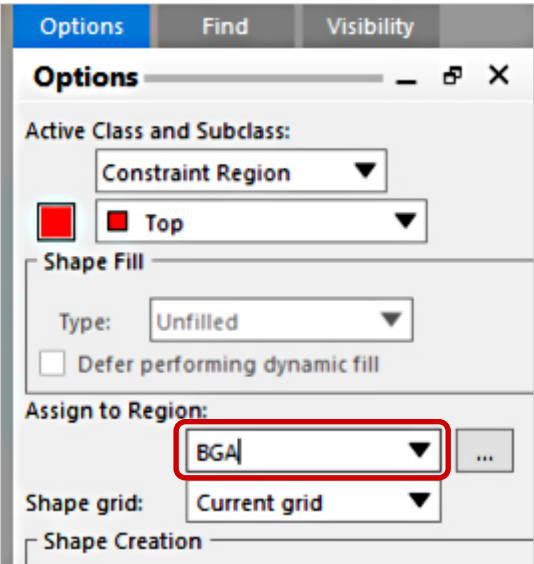 Options Find Visibility
Options
Active Class and Subclass:
Constraint Region
Top
Shape Fill
Type: Unfilled
Defer performing dynamic fill
Assign to Region:
BGA ...
Shape grid: Current grid
Shape Creation